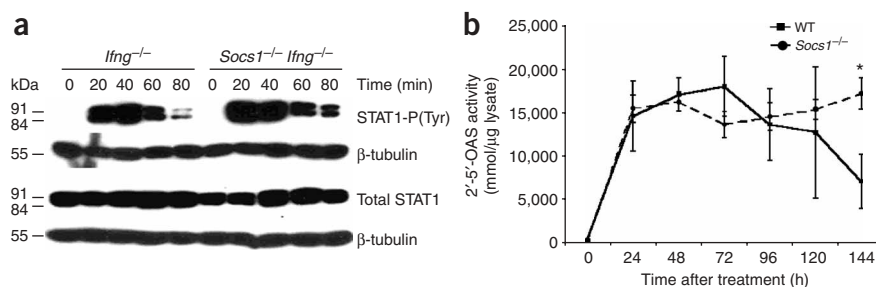 a
Ifng–/– Socs1–/– Ifng–/–
kDa 0 20 40 60 80 0 20 40 60 80 Time (min)
91
84
STAT1-P(Tyr)
55
β-tubulin
91
84
Total STAT1
55
β-tubulin
b
WT
Socs1–/–
*
2′-5′-OAS activity
(mmol/μg lysate)
25,000
20,000
15,000
10,000
5,000
0
0 24 48 72 96 120 144
Time after treatment (h)